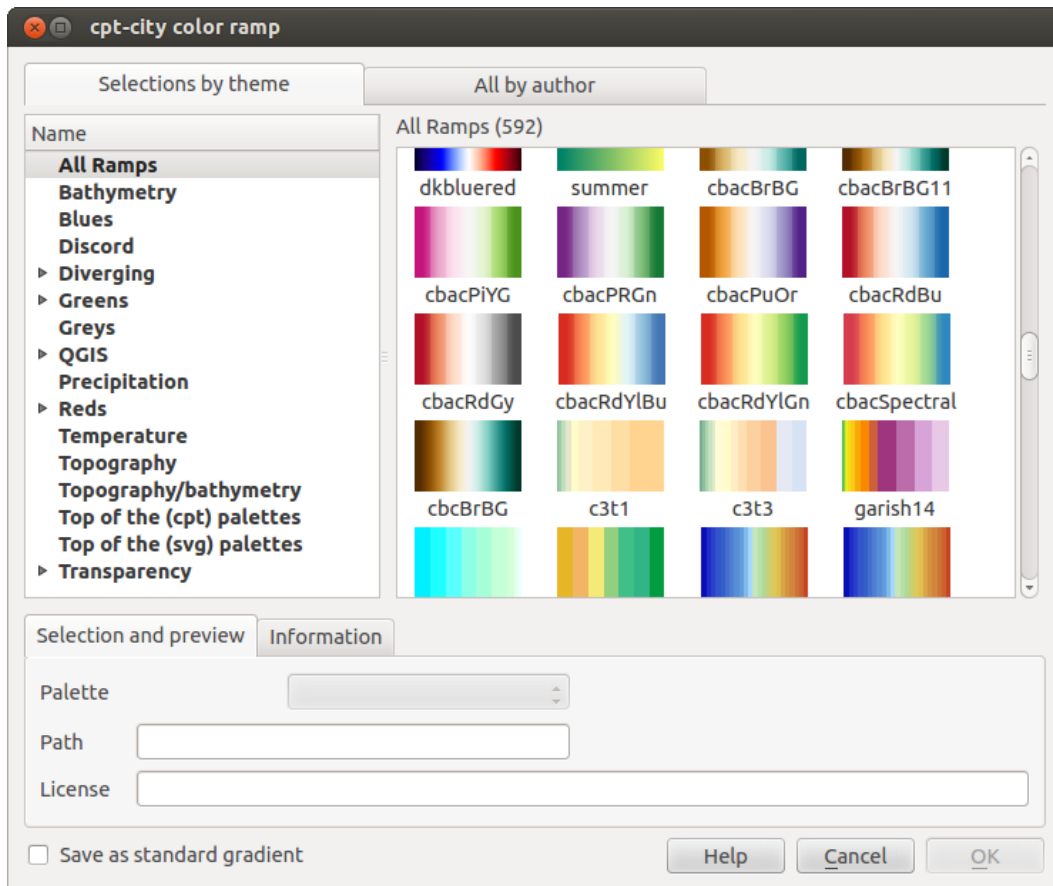 cpt-city color ramp
Selections by theme
All by author
Name
All Ramps
Bathymetry
Blues
Discord
Diverging
Greens
Greys
QGIS
Precipitation
Reds
Temperature
Topography
Topography/bathymetry
Top of the (cpt) palettes
Top of the (svg) palettes
Transparency
All Ramps (592)
dkbluered summer cbacBrBG cbacBrBG11
cbacPiYG cbacPRGn cbacPuOr cbacRdBu
cbacRdGy cbacRdYlBu cbacRdYlGn cbacSpectral
cbcBrBG c3t1 c3t3 garish14
Selection and preview
Information
Palette
Path
License
Save as standard gradient
Help
Cancel
OK